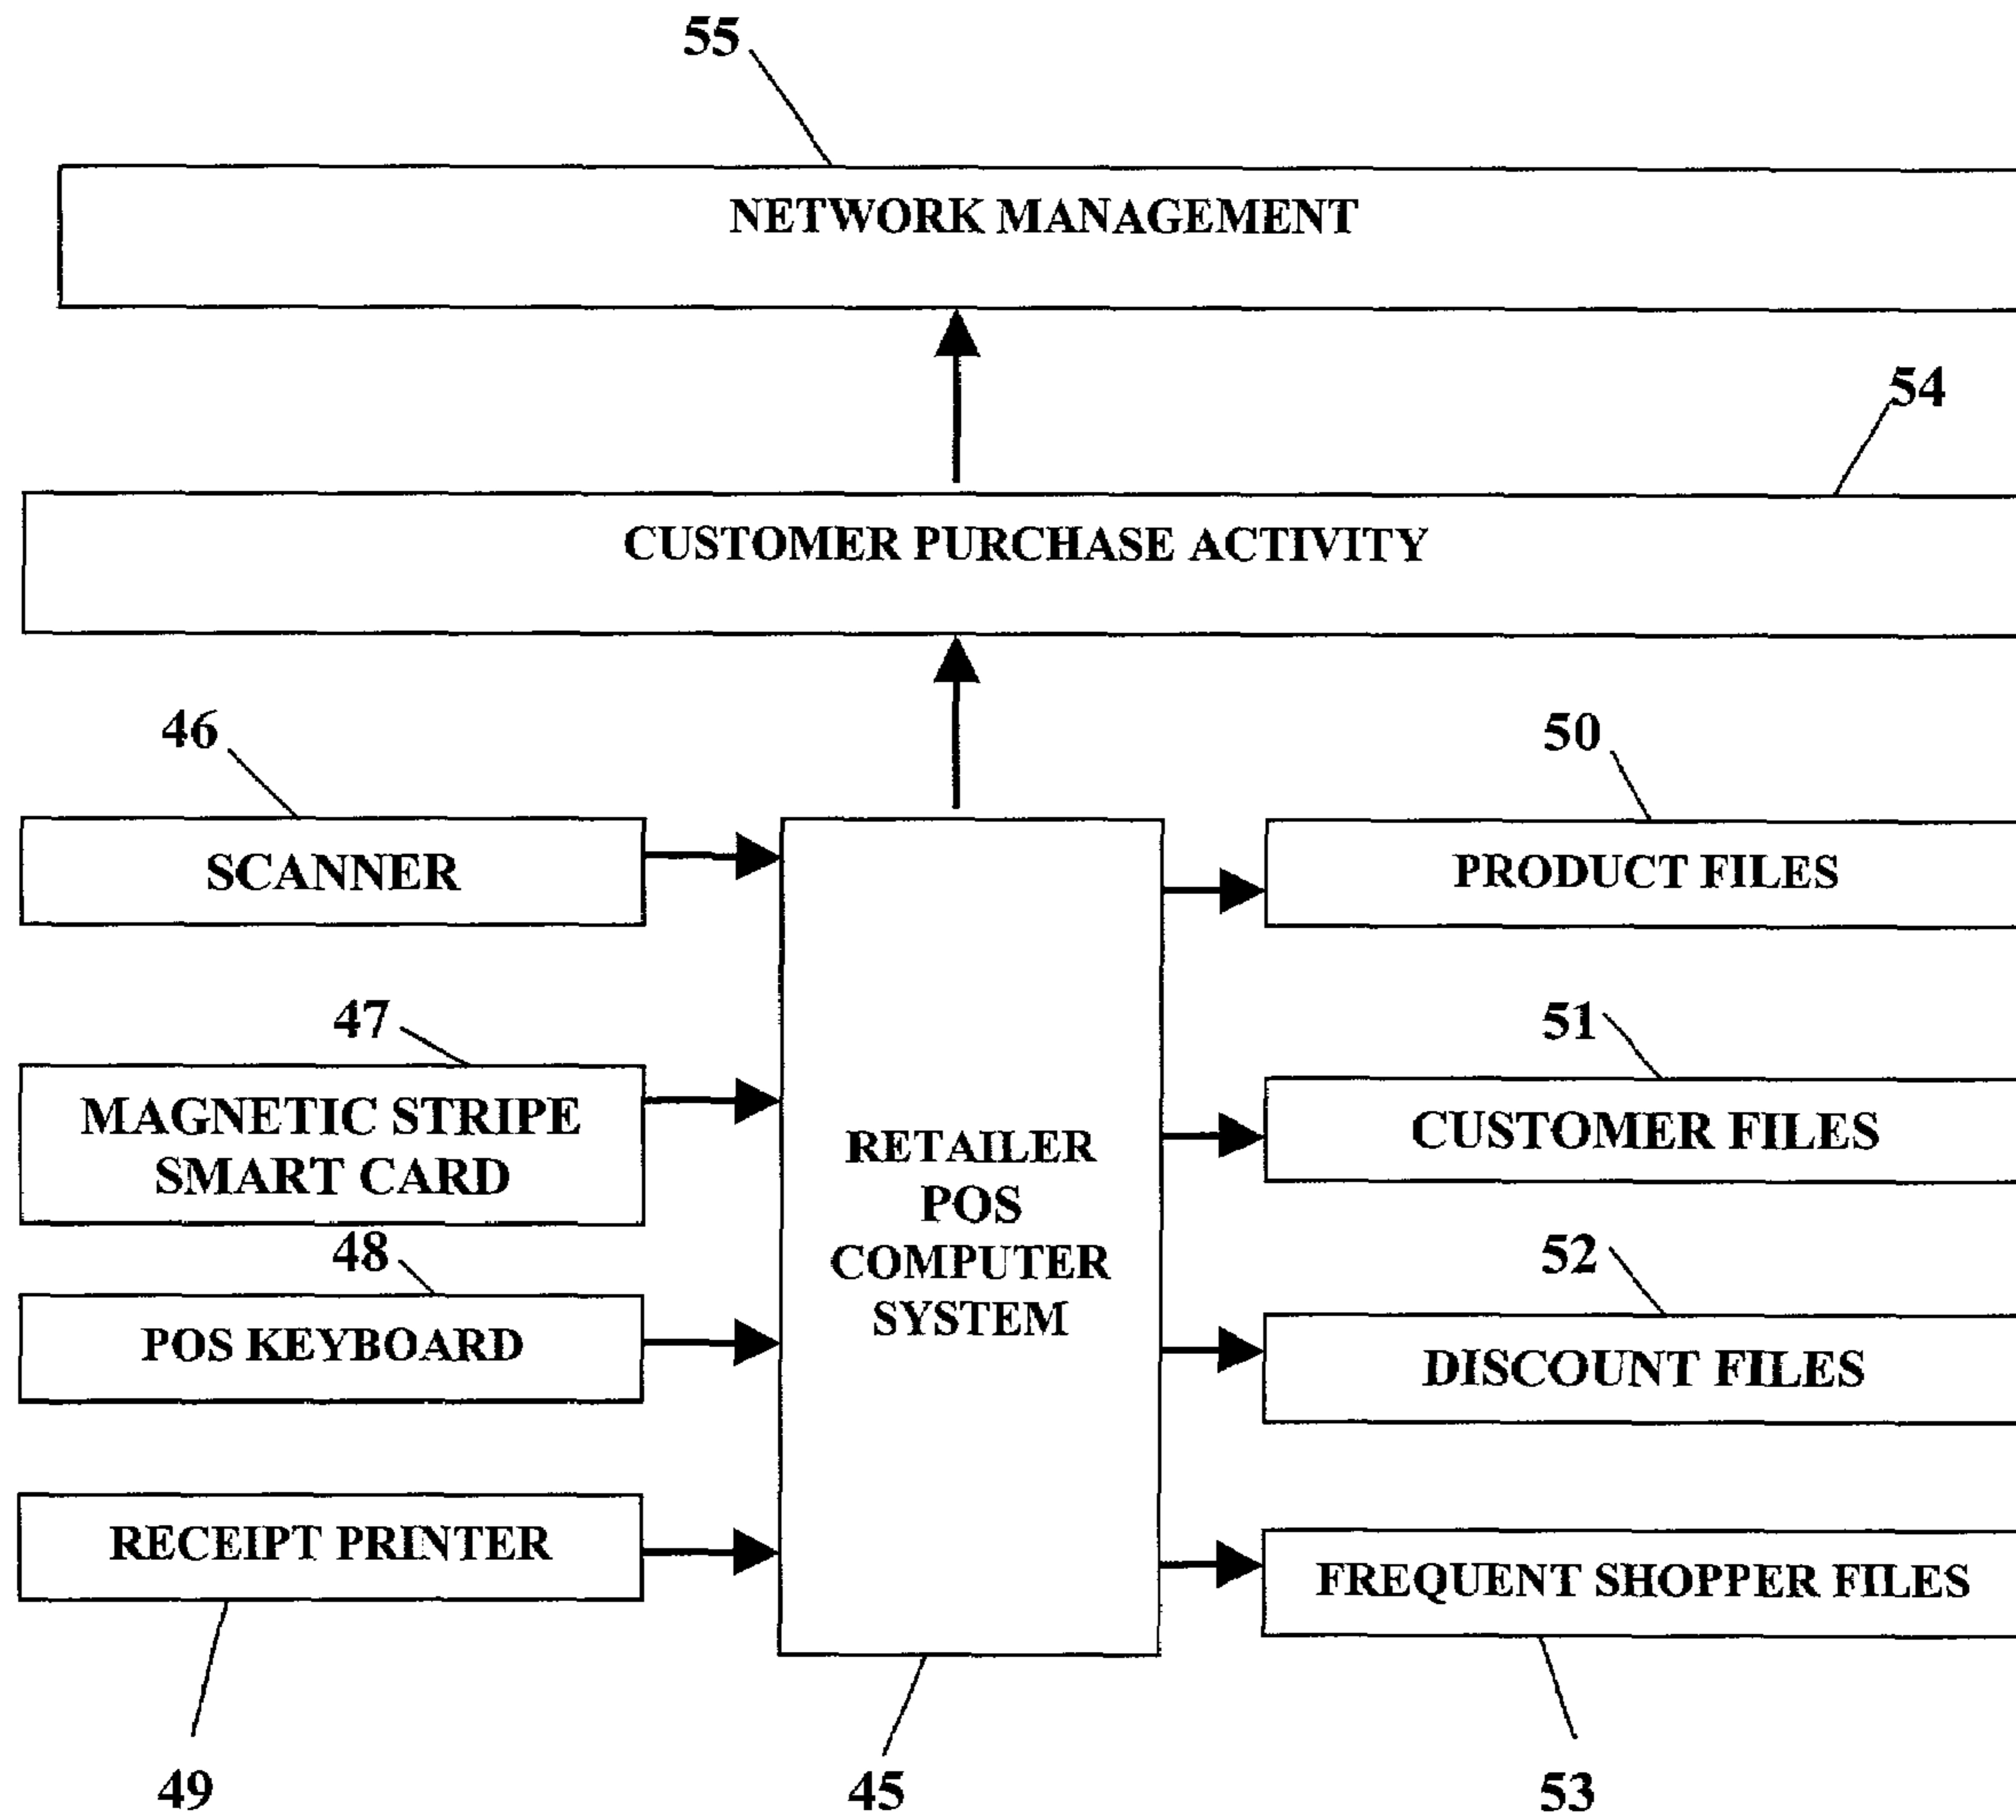 55
NETWORK MANAGEMENT
54
CUSTOMER PURCHASE ACTIVITY
46
50
SCANNER
PRODUCT FILES
47
51
MAGNETIC STRIPE
SMART CARD
CUSTOMER FILES
RETAILER
POS
COMPUTER
SYSTEM
48
52
POS KEYBOARD
DISCOUNT FILES
RECEIPT PRINTER
FREQUENT SHOPPER FILES
49
45
53